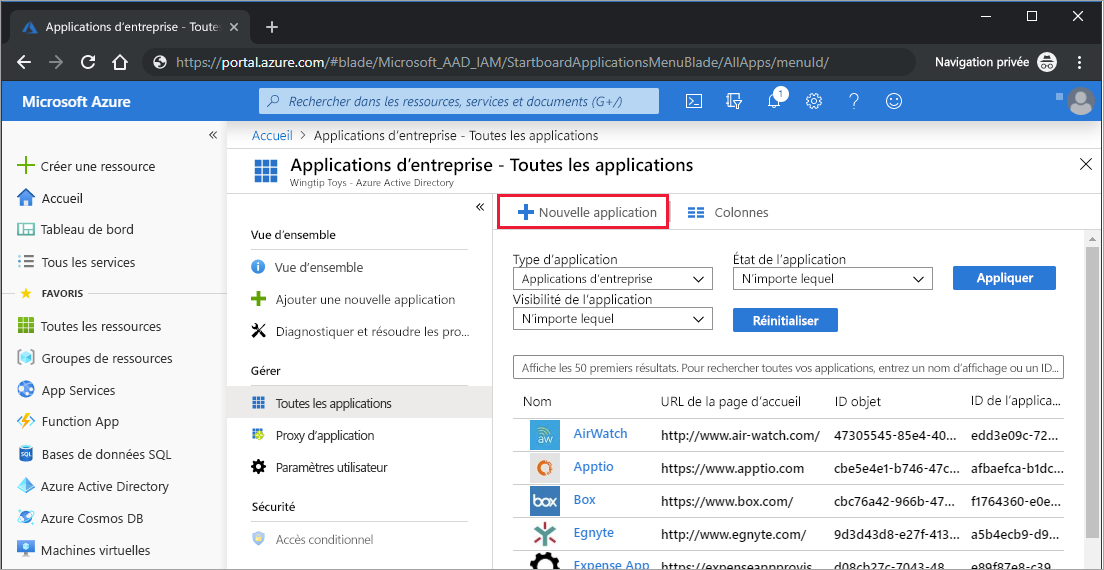 Applications d'entreprise - Toutes
https://portal.azure.com/#blade/Microsoft_AAD_IAM/StartboardApplicationsMenuBlade/AllApps/menuId/
Navigation privée
Microsoft Azure
Rechercher dans les ressources, services et documents (G+/)
1
Accueil > Applications d'entreprise - Toutes les applications
Applications d'entreprise - Toutes les applications
Wingtip Toys - Azure Active Directory
Créer une ressource
Accueil
Tableau de bord
Tous les services
FAVORIS
Toutes les ressources
Groupes de ressources
App Services
Function App
Bases de données SQL
Azure Active Directory
Azure Cosmos DB
Machines virtuelles
Vue d'ensemble
Vue d'ensemble
Ajouter une nouvelle application
Diagnostiquer et résoudre les pro...
Gérer
Toutes les applications
Proxy d'application
Paramètres utilisateur
Sécurité
Accès conditionnel
Nouvelle application
Colonnes
Type d'application
État de l'application
Applications d'entreprise
N'importe lequel
Appliquer
Visibilité de l'application
N'importe lequel
Réinitialiser
Affiche les 50 premiers résultats. Pour rechercher toutes vos applications, entrez un nom d'affichage ou un ID...
Nom URL de la page d'accueil ID objet ID de l'applica...
aw AirWatch http://www.air-watch.com/ 47305545-85e4-40... edd3e09c-72...
Apptio https://www.apptio.com cbe5e4e1-b746-47c... afbaefca-b1dc...
box Box https://www.box.com/ cbc76a42-966b-47... f1764360-e0e...
Egnyte http://www.egnyte.com/ 9d3d43d8-e27f-413... a5b4ecb9-d9...
Expense App https://expenseapppprovis... d08cb27c-7043-48... e89f87e8-c39...